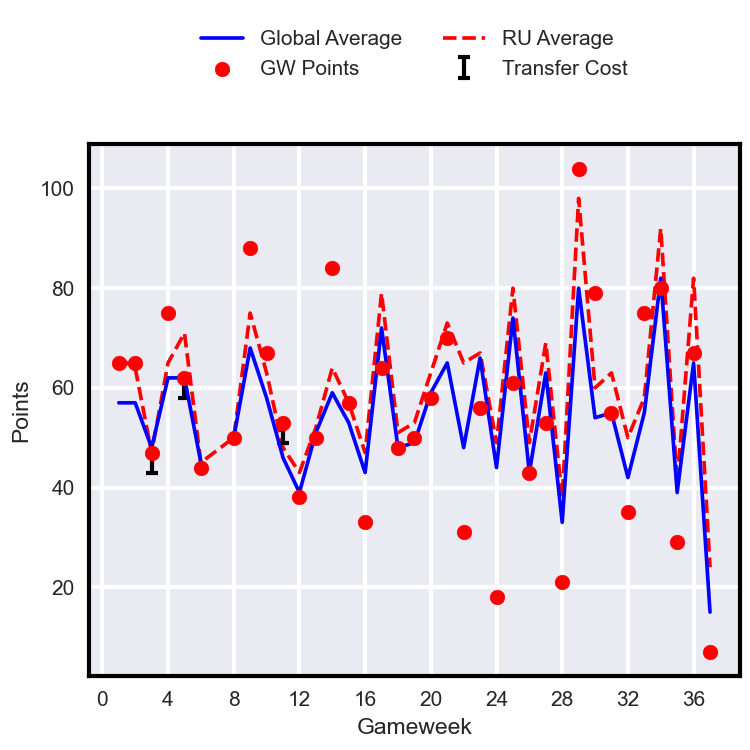 Global Average
RU Average
GW Points
Transfer Cost
100
80
60
40
20
Points
0 4 8 12 16 20 24 28 32 36
Gameweek